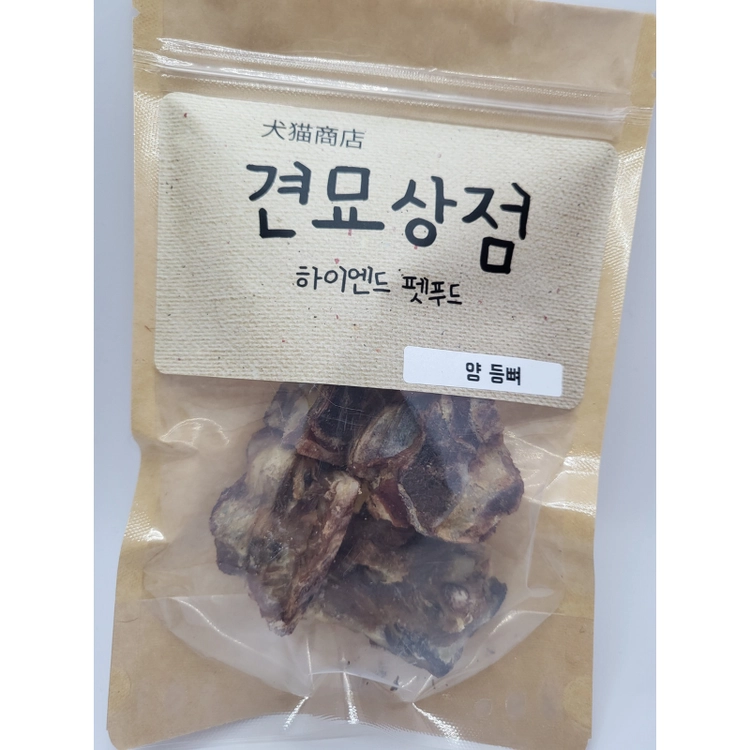 犬猫商店
견묘상점
하이엔드 펫푸드
양 등뼈